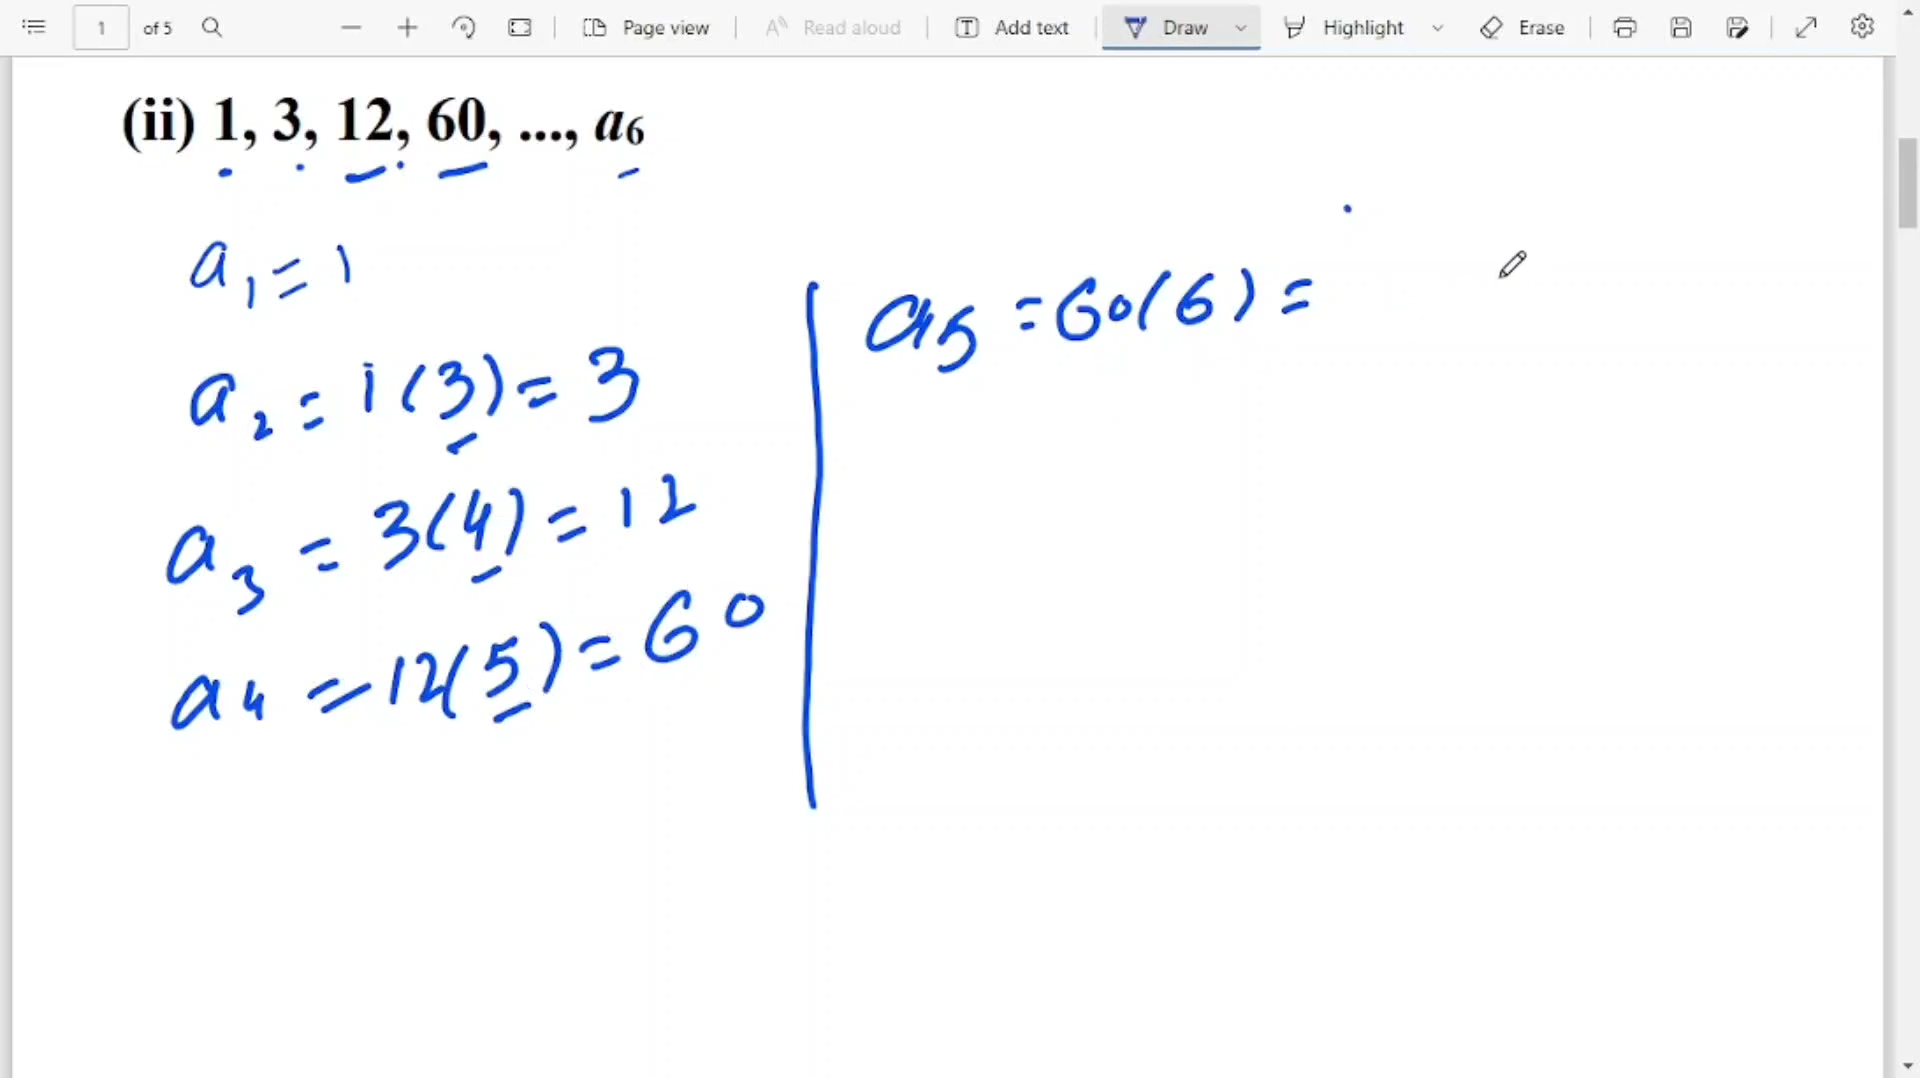 1 of 5 Page view Read aloud Add text Draw Highlight Erase
(ii) 1, 3, 12, 60, ..., a₆
a₁ = 1
a₂ = 1(3) = 3
a₃ = 3(4) = 12
a₄ = 12(5) = 60
a₅ = 60(6) =